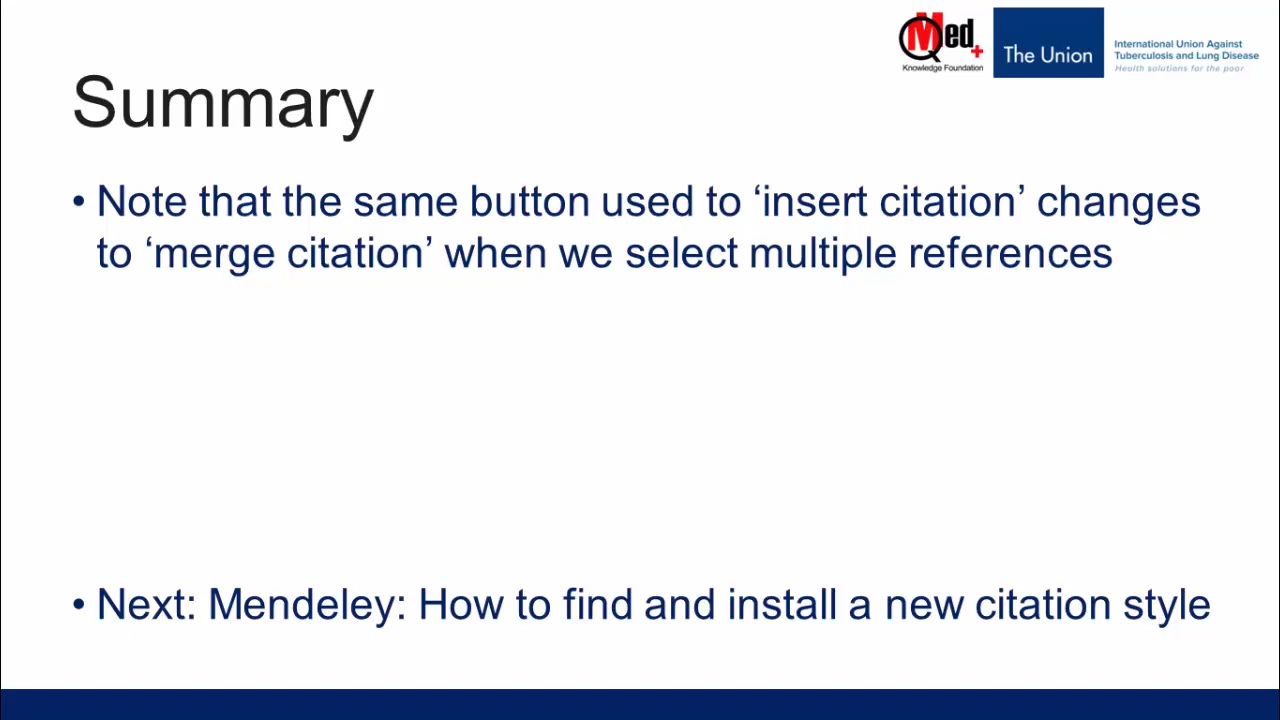 QMed+
Knowledge Foundation
The Union
International Union Against
Tuberculosis and Lung Disease
Health solutions for the poor
Summary
• Note that the same button used to ‘insert citation’ changes
to ‘merge citation’ when we select multiple references
• Next: Mendeley: How to find and install a new citation style